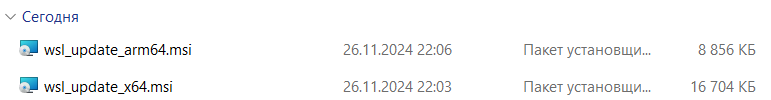 Сегодня
wsl_update_arm64.msi 26.11.2024 22:06 Пакет установщи... 8 856 КБ
wsl_update_x64.msi 26.11.2024 22:03 Пакет установщи... 16 704 КБ